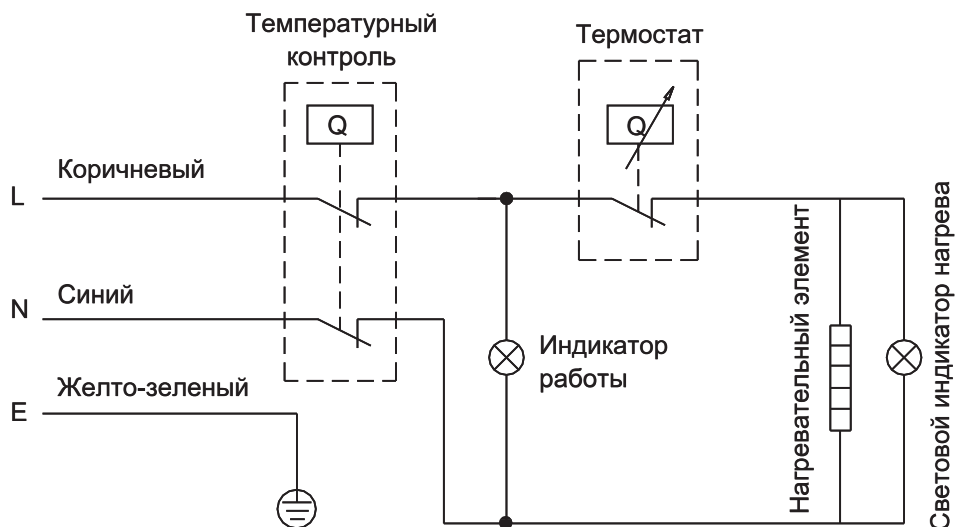 Температурный
контроль
Термостат
Q
Q
Коричневый
L
Синий
N
Индикатор
работы
Желто-зеленый
E
Нагревательный элемент
Световой индикатор нагрева